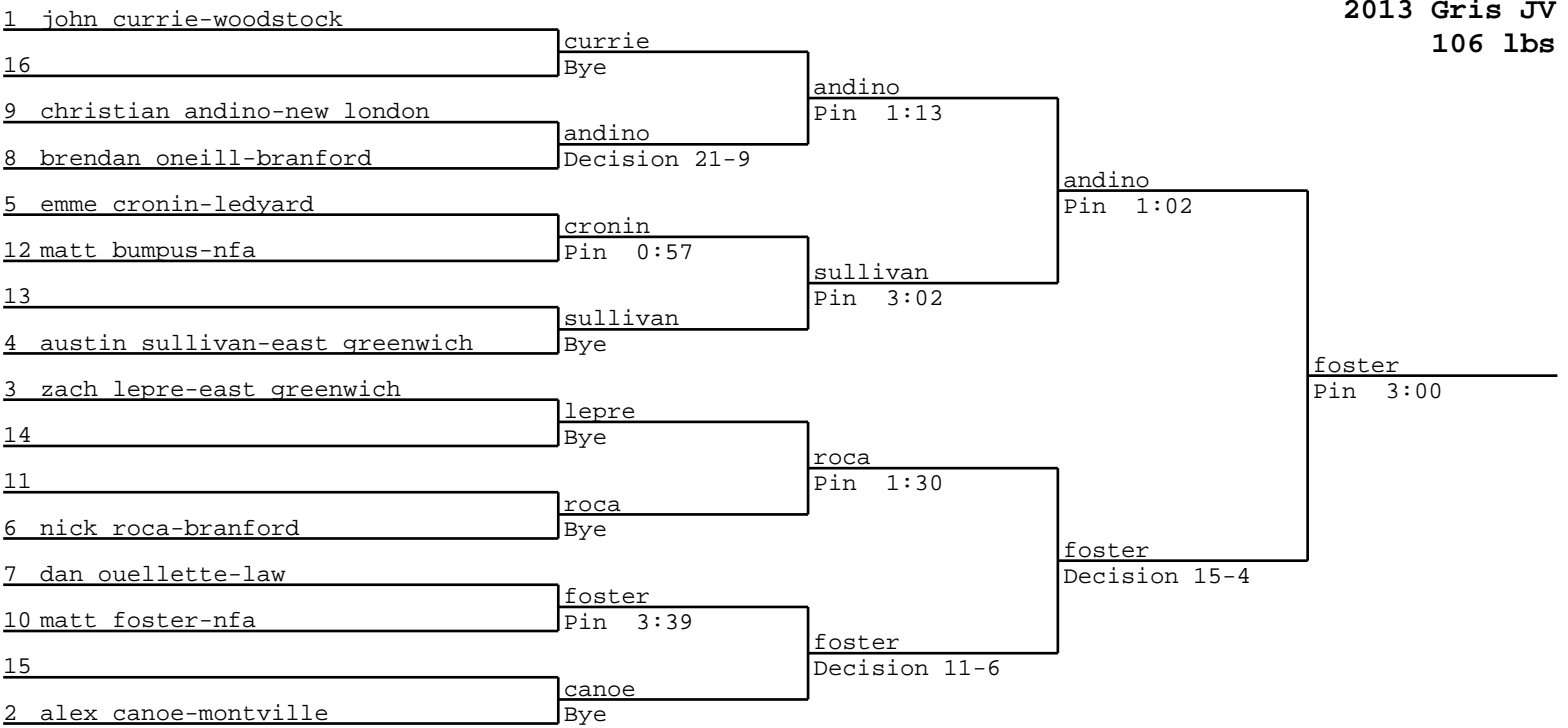 2013 Gris JV
106 lbs
1 john currie-woodstock
16
9 christian andino-new london
8 brendan oneill-branford
5 emme cronin-ledyard
12 matt bumpus-nfa
13
4 austin sullivan-east greenwich
3 zach lepre-east greenwich
14
11
6 nick roca-branford
7 dan ouellette-law
10 matt foster-nfa
15
2 alex canoe-montville
currie
Bye
andino
Decision 21-9
cronin
Pin 0:57
sullivan
Bye
lepre
Bye
roca
Bye
foster
Pin 3:39
canoe
Bye
andino
Pin 1:13
sullivan
Pin 3:02
roca
Pin 1:30
foster
Decision 11-6
andino
Pin 1:02
foster
Decision 15-4
foster
Pin 3:00